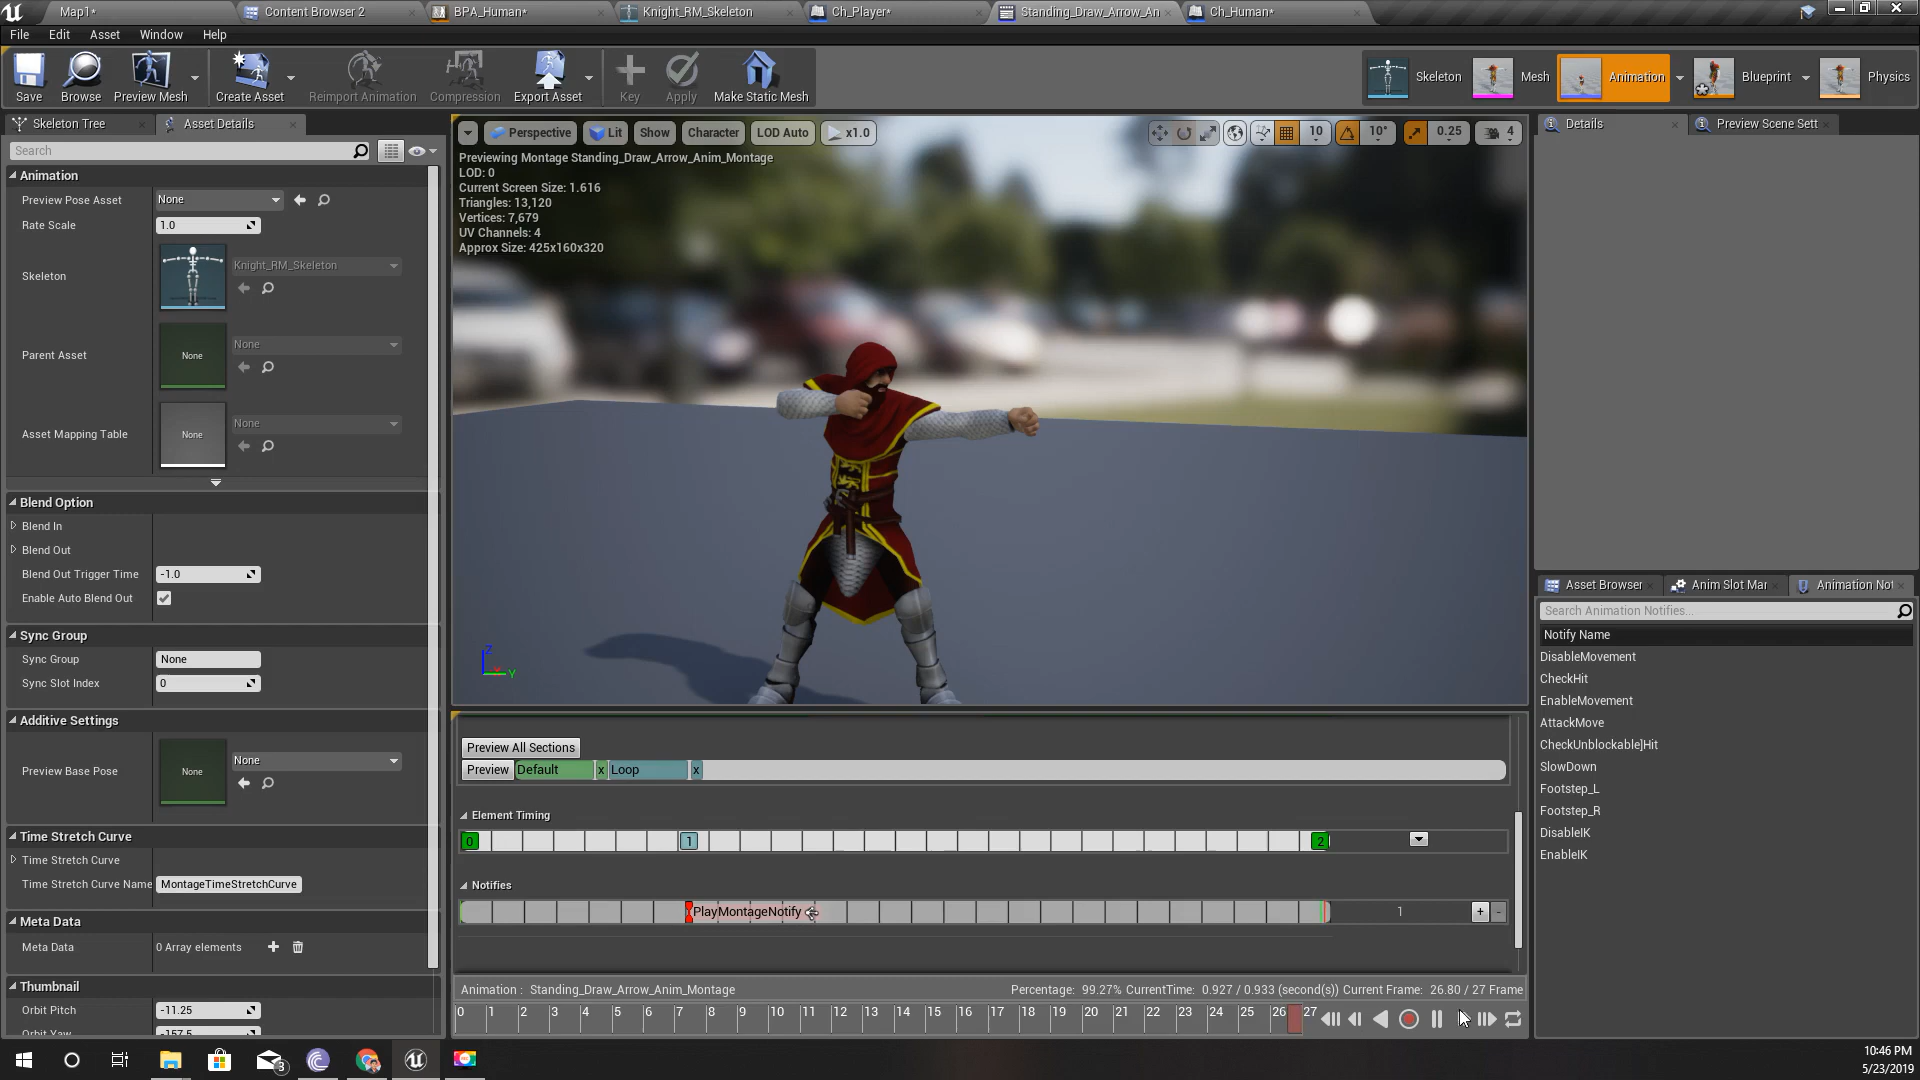 Map1*
Content Browser 2
BPA_Human*
Knight_RM_Skeleton
Ch_Player*
Standing_Draw_Arrow_An
Ch_Human*
File Edit Asset Window Help
Save
Browse
Preview Mesh
Create Asset
Reimport Animation
Compression
Export Asset
Key
Apply
Make Static Mesh
Skeleton
Mesh
Animation
Blueprint
Physics
Skeleton Tree
Asset Details
Search
Animation
Preview Pose Asset None
Rate Scale 1.0
Skeleton Knight_RM_Skeleton
Parent Asset None None
Asset Mapping Table None None
Blend Option
Blend In
Blend Out
Blend Out Trigger Time -1.0
Enable Auto Blend Out
Sync Group
Sync Group None
Sync Slot Index 0
Additive Settings
Preview Base Pose None None
Time Stretch Curve
Time Stretch Curve
Time Stretch Curve Name MontageTimeStretchCurve
Meta Data
Meta Data 0 Array elements
Thumbnail
Orbit Pitch -11.25
Orbit Yaw -157.5
Perspective Lit Show Character LOD Auto x1.0
10 10° 0.25 4
Previewing Montage Standing_Draw_Arrow_Anim_Montage
LOD: 0
Current Screen Size: 1.616
Triangles: 13,120
Vertices: 7,679
UV Channels: 4
Approx Size: 425x160x320
Z
X
Y
Preview All Sections
Preview Default x Loop x
Element Timing
0 1 2
Notifies
PlayMontageNotify 1 + -
Animation : Standing_Draw_Arrow_Anim_Montage Percentage: 99.27% CurrentTime: 0.927 / 0.933 (second(s)) Current Frame: 26.80 / 27 Frame
0 1 2 3 4 5 6 7 8 9 10 11 12 13 14 15 16 17 18 19 20 21 22 23 24 25 26 27
Details
Preview Scene Sett
Asset Browser
Anim Slot Mar
Animation Not
Search Animation Notifies...
Notify Name
DisableMovement
CheckHit
EnableMovement
AttackMove
CheckUnblockable]Hit
SlowDown
Footstep_L
Footstep_R
DisableIK
EnableIK
3
10:46 PM
5/23/2019